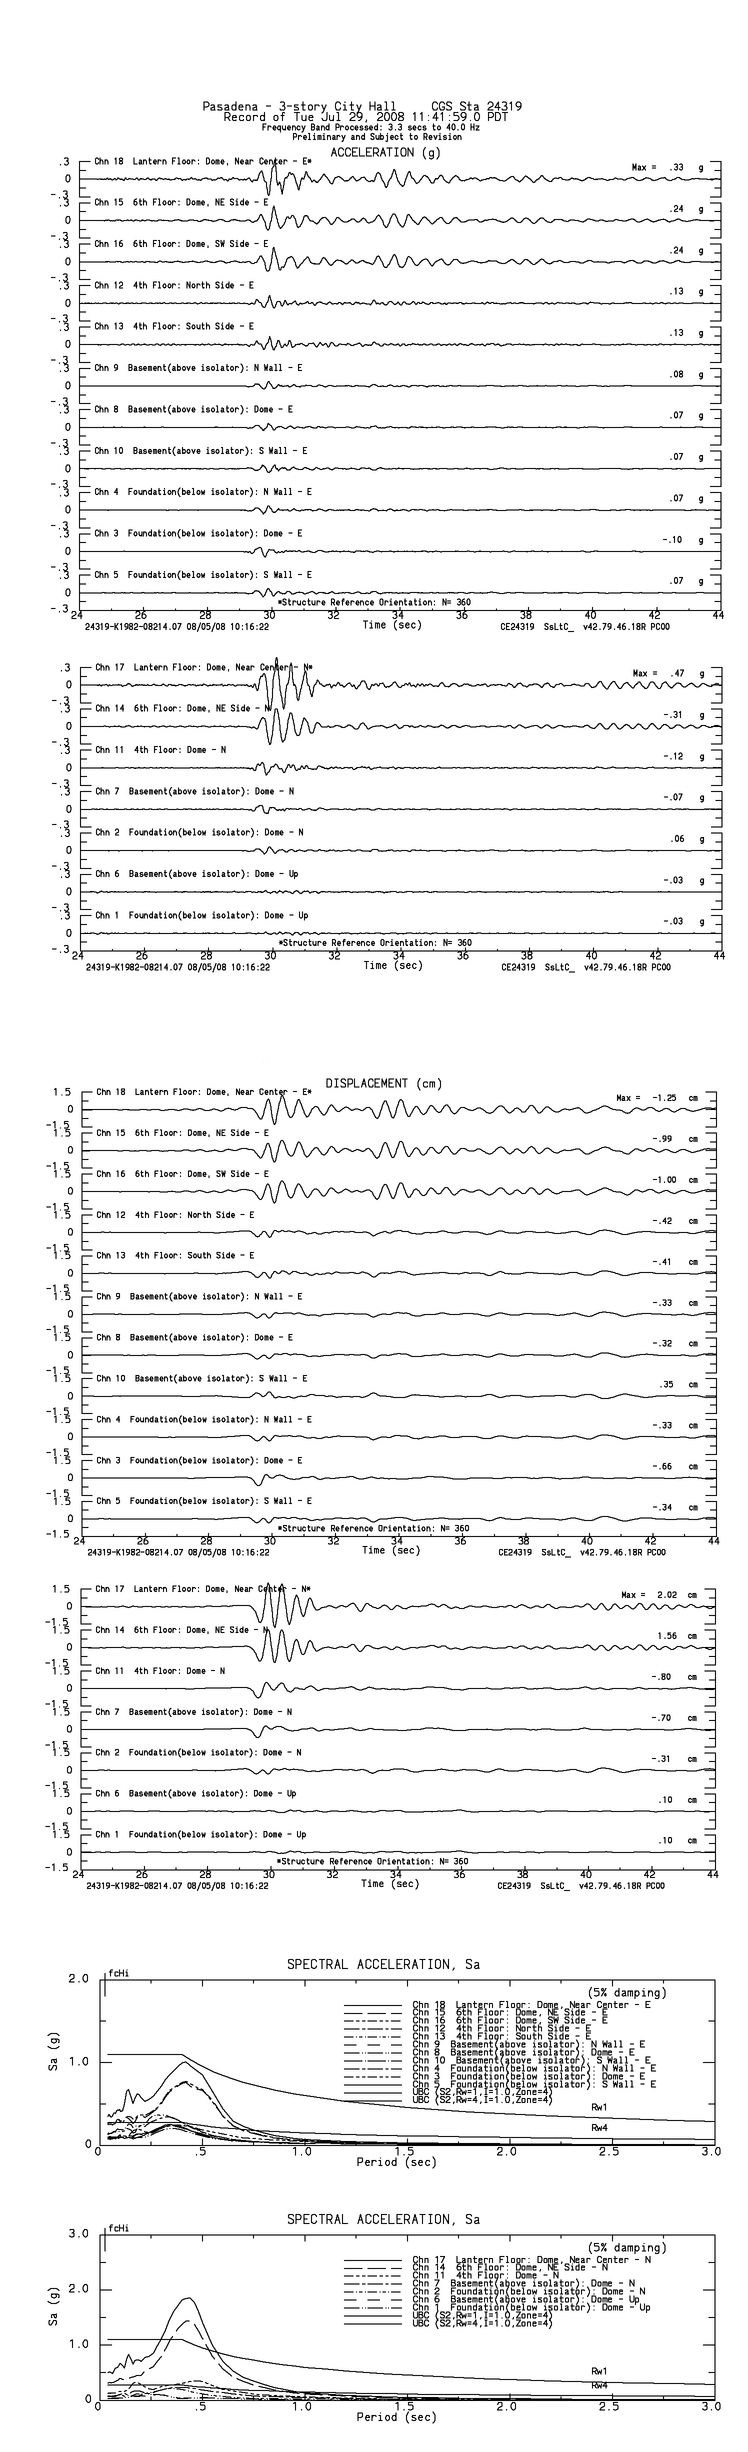 Pasadena - 3-story City Hall CGS Sta 24319
Record of Tue Jul 29, 2008 11:41:59.0 PDT
Frequency Band Processed: 3.3 secs to 40.0 Hz
Preliminary and Subject to Revision
ACCELERATION (g)
.3 Chn 18 Lantern Floor: Dome, Near Center - E* Max = .33 g
0
-.3
.3 Chn 15 6th Floor: Dome, NE Side - E .24 g
0
-.3
.3 Chn 16 6th Floor: Dome, SW Side - E .24 g
0
-.3
.3 Chn 12 4th Floor: North Side - E .13 g
0
-.3
.3 Chn 13 4th Floor: South Side - E .13 g
0
-.3
.3 Chn 9 Basement(above isolator): N Wall - E .08 g
0
-.3
.3 Chn 8 Basement(above isolator): Dome - E .07 g
0
-.3
.3 Chn 10 Basement(above isolator): S Wall - E .07 g
0
-.3
.3 Chn 4 Foundation(below isolator): N Wall - E .07 g
0
-.3
.3 Chn 3 Foundation(below isolator): Dome - E -.10 g
0
-.3
.3 Chn 5 Foundation(below isolator): S Wall - E .07 g
0
-.3 *Structure Reference Orientation: N= 360
24 26 28 30 32 34 36 38 40 42 44
24319-K1982-08214.07 08/05/08 10:16:22 Time (sec) CE24319 SsLtC_ v42.79.46.18R PC00
.3 Chn 17 Lantern Floor: Dome, Near Center - N* Max = .47 g
0
-.3
.3 Chn 14 6th Floor: Dome, NE Side - N -.31 g
0
-.3
.3 Chn 11 4th Floor: Dome - N -.12 g
0
-.3
.3 Chn 7 Basement(above isolator): Dome - N -.07 g
0
-.3
.3 Chn 2 Foundation(below isolator): Dome - N .06 g
0
-.3
.3 Chn 6 Basement(above isolator): Dome - Up -.03 g
0
-.3
.3 Chn 1 Foundation(below isolator): Dome - Up -.03 g
0
-.3 *Structure Reference Orientation: N= 360
24 26 28 30 32 34 36 38 40 42 44
24319-K1982-08214.07 08/05/08 10:16:22 Time (sec) CE24319 SsLtC_ v42.79.46.18R PC00
DISPLACEMENT (cm)
1.5 Chn 18 Lantern Floor: Dome, Near Center - E* Max = -1.25 cm
0
-1.5
1.5 Chn 15 6th Floor: Dome, NE Side - E -.99 cm
0
-1.5
1.5 Chn 16 6th Floor: Dome, SW Side - E -1.00 cm
0
-1.5
1.5 Chn 12 4th Floor: North Side - E -.42 cm
0
-1.5
1.5 Chn 13 4th Floor: South Side - E -.41 cm
0
-1.5
1.5 Chn 9 Basement(above isolator): N Wall - E -.33 cm
0
-1.5
1.5 Chn 8 Basement(above isolator): Dome - E -.32 cm
0
-1.5
1.5 Chn 10 Basement(above isolator): S Wall - E .35 cm
0
-1.5
1.5 Chn 4 Foundation(below isolator): N Wall - E -.33 cm
0
-1.5
1.5 Chn 3 Foundation(below isolator): Dome - E -.66 cm
0
-1.5
1.5 Chn 5 Foundation(below isolator): S Wall - E -.34 cm
0
-1.5 *Structure Reference Orientation: N= 360
24 26 28 30 32 34 36 38 40 42 44
24319-K1982-08214.07 08/05/08 10:16:22 Time (sec) CE24319 SsLtC_ v42.79.46.18R PC00
1.5 Chn 17 Lantern Floor: Dome, Near Center - N* Max = 2.02 cm
0
-1.5
1.5 Chn 14 6th Floor: Dome, NE Side - N 1.56 cm
0
-1.5
1.5 Chn 11 4th Floor: Dome - N -.80 cm
0
-1.5
1.5 Chn 7 Basement(above isolator): Dome - N -.70 cm
0
-1.5
1.5 Chn 2 Foundation(below isolator): Dome - N -.31 cm
0
-1.5
1.5 Chn 6 Basement(above isolator): Dome - Up .10 cm
0
-1.5
1.5 Chn 1 Foundation(below isolator): Dome - Up .10 cm
0
-1.5 *Structure Reference Orientation: N= 360
24 26 28 30 32 34 36 38 40 42 44
24319-K1982-08214.07 08/05/08 10:16:22 Time (sec) CE24319 SsLtC_ v42.79.46.18R PC00
SPECTRAL ACCELERATION, Sa
fcHi
2.0
(5% damping)
Chn 18 Lantern Floor: Dome, Near Center - E
Chn 15 6th Floor: Dome, NE Side - E
Chn 16 6th Floor: Dome, SW Side - E
Chn 12 4th Floor: North Side - E
Chn 13 4th Floor: South Side - E
Chn 9 Basement(above isolator): N Wall - E
Chn 8 Basement(above isolator): Dome - E
Chn 10 Basement(above isolator): S Wall - E
Chn 4 Foundation(below isolator): N Wall - E
Chn 3 Foundation(below isolator): Dome - E
Chn 5 Foundation(below isolator): S Wall - E
UBC (S2,Rw=1,I=1.0,Zone=4)
UBC (S2,Rw=4,I=1.0,Zone=4)
Sa (g)
1.0
Rw1
Rw4
0
0 .5 1.0 1.5 2.0 2.5 3.0
Period (sec)
SPECTRAL ACCELERATION, Sa
fcHi
3.0
(5% damping)
Chn 17 Lantern Floor: Dome, Near Center - N
Chn 14 6th Floor: Dome, NE Side - N
Chn 11 4th Floor: Dome - N
Chn 7 Basement(above isolator): Dome - N
Chn 2 Foundation(below isolator): Dome - N
Chn 6 Basement(above isolator): Dome - Up
Chn 1 Foundation(below isolator): Dome - Up
UBC (S2,Rw=1,I=1.0,Zone=4)
UBC (S2,Rw=4,I=1.0,Zone=4)
2.0
Sa (g)
1.0
Rw1
Rw4
0
0 .5 1.0 1.5 2.0 2.5 3.0
Period (sec)